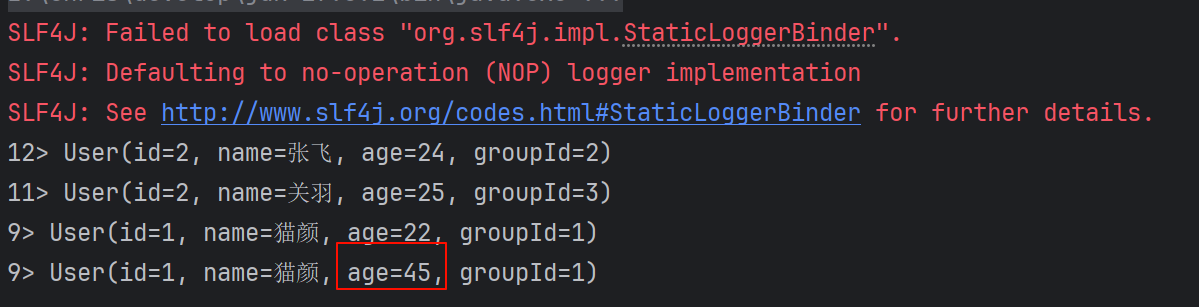 SLF4J: Failed to load class "org.slf4j.impl.StaticLoggerBinder".
SLF4J: Defaulting to no-operation (NOP) logger implementation
SLF4J: See http://www.slf4j.org/codes.html#StaticLoggerBinder for further details.
12> User(id=2, name=张飞, age=24, groupId=2)
11> User(id=2, name=关羽, age=25, groupId=3)
9> User(id=1, name=猫颜, age=22, groupId=1)
9> User(id=1, name=猫颜, age=45, groupId=1)